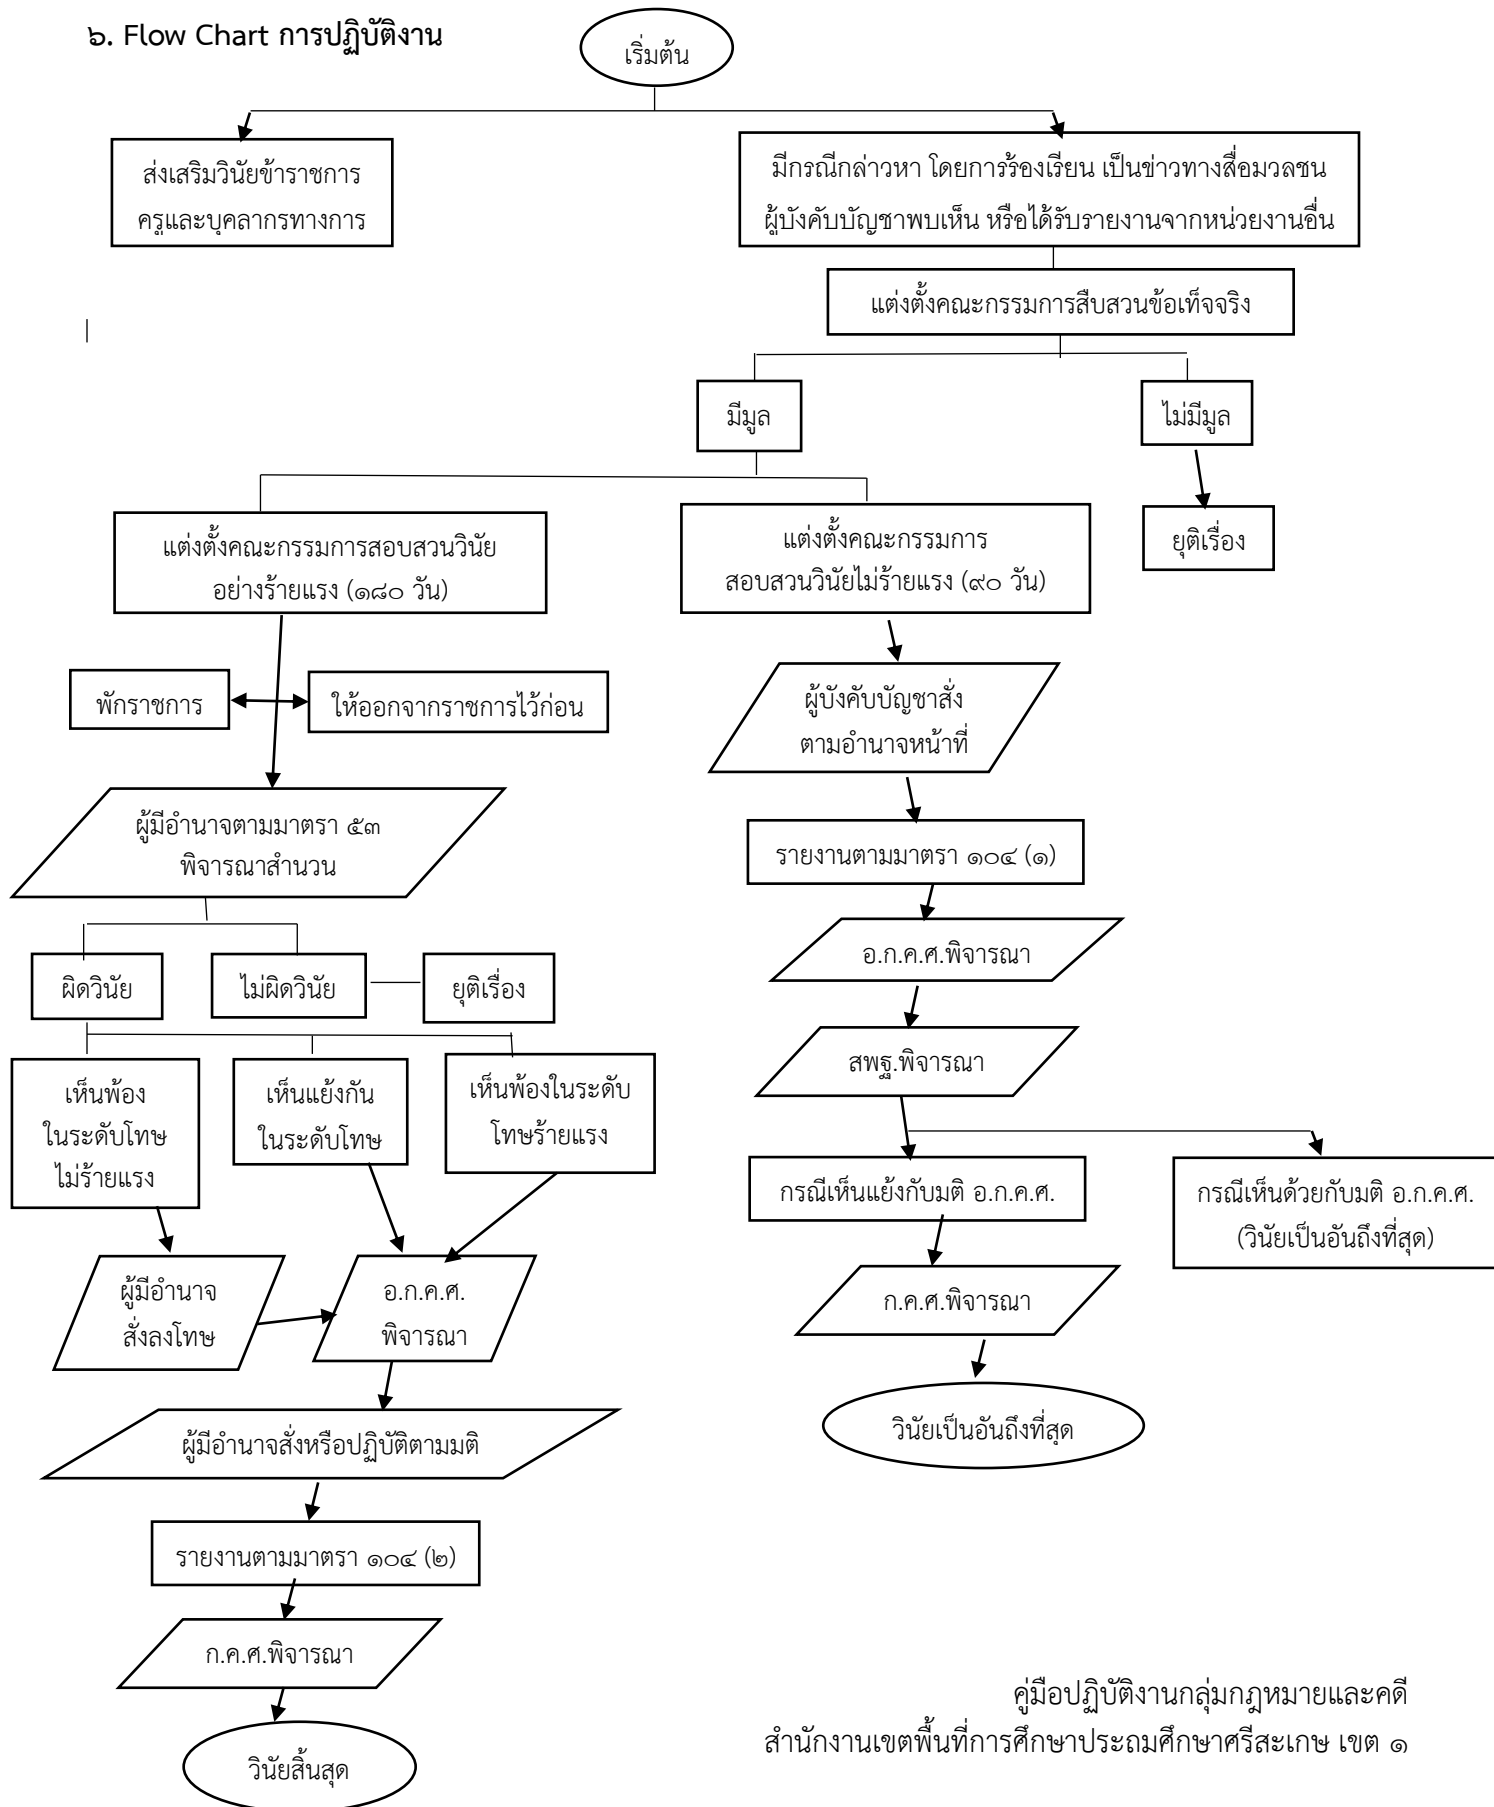 ๖. Flow Chart การปฏิบัติงาน
เริ่มต้น
ส่งเสริมวินัยข้าราชการ
ครูและบุคลากรทางการ
มีกรณีกล่าวหา โดยการร้องเรียน เป็นข่าวทางสื่อมวลชน
ผู้บังคับบัญชาพบเห็น หรือได้รับรายงานจากหน่วยงานอื่น
แต่งตั้งคณะกรรมการสืบสวนข้อเท็จจริง
มีมูล
ไม่มีมูล
แต่งตั้งคณะกรรมการสอบสวนวินัย
อย่างร้ายแรง (๑๘๐ วัน)
แต่งตั้งคณะกรรมการ
สอบสวนวินัยไม่ร้ายแรง (๙๐ วัน)
ยุติเรื่อง
พักราชการ
ให้ออกจากราชการไว้ก่อน
ผู้บังคับบัญชาสั่ง
ตามอำนาจหน้าที่
ผู้มีอำนาจตามมาตรา ๕๓
พิจารณาสำนวน
รายงานตามมาตรา ๑๐๔ (๑)
อ.ก.ค.ศ.พิจารณา
ผิดวินัย
ไม่ผิดวินัย
ยุติเรื่อง
สพฐ.พิจารณา
เห็นพ้อง
ในระดับโทษ
ไม่ร้ายแรง
เห็นแย้งกัน
ในระดับโทษ
เห็นพ้องในระดับ
โทษร้ายแรง
กรณีเห็นแย้งกับมติ อ.ก.ค.ศ.
กรณีเห็นด้วยกับมติ อ.ก.ค.ศ.
(วินัยเป็นอันถึงที่สุด)
ผู้มีอำนาจ
สั่งลงโทษ
อ.ก.ค.ศ.
พิจารณา
ก.ค.ศ.พิจารณา
ผู้มีอำนาจสั่งหรือปฏิบัติตามมติ
วินัยเป็นอันถึงที่สุด
รายงานตามมาตรา ๑๐๔ (๒)
ก.ค.ศ.พิจารณา
วินัยสิ้นสุด
คู่มือปฏิบัติงานกลุ่มกฎหมายและคดี
สำนักงานเขตพื้นที่การศึกษาประถมศึกษาศรีสะเกษ เขต ๑